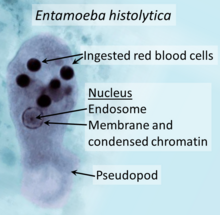 Entamoeba histolytica
Ingested red blood cells
Nucleus
Endosome
Membrane and
condensed chromatin
Pseudopod